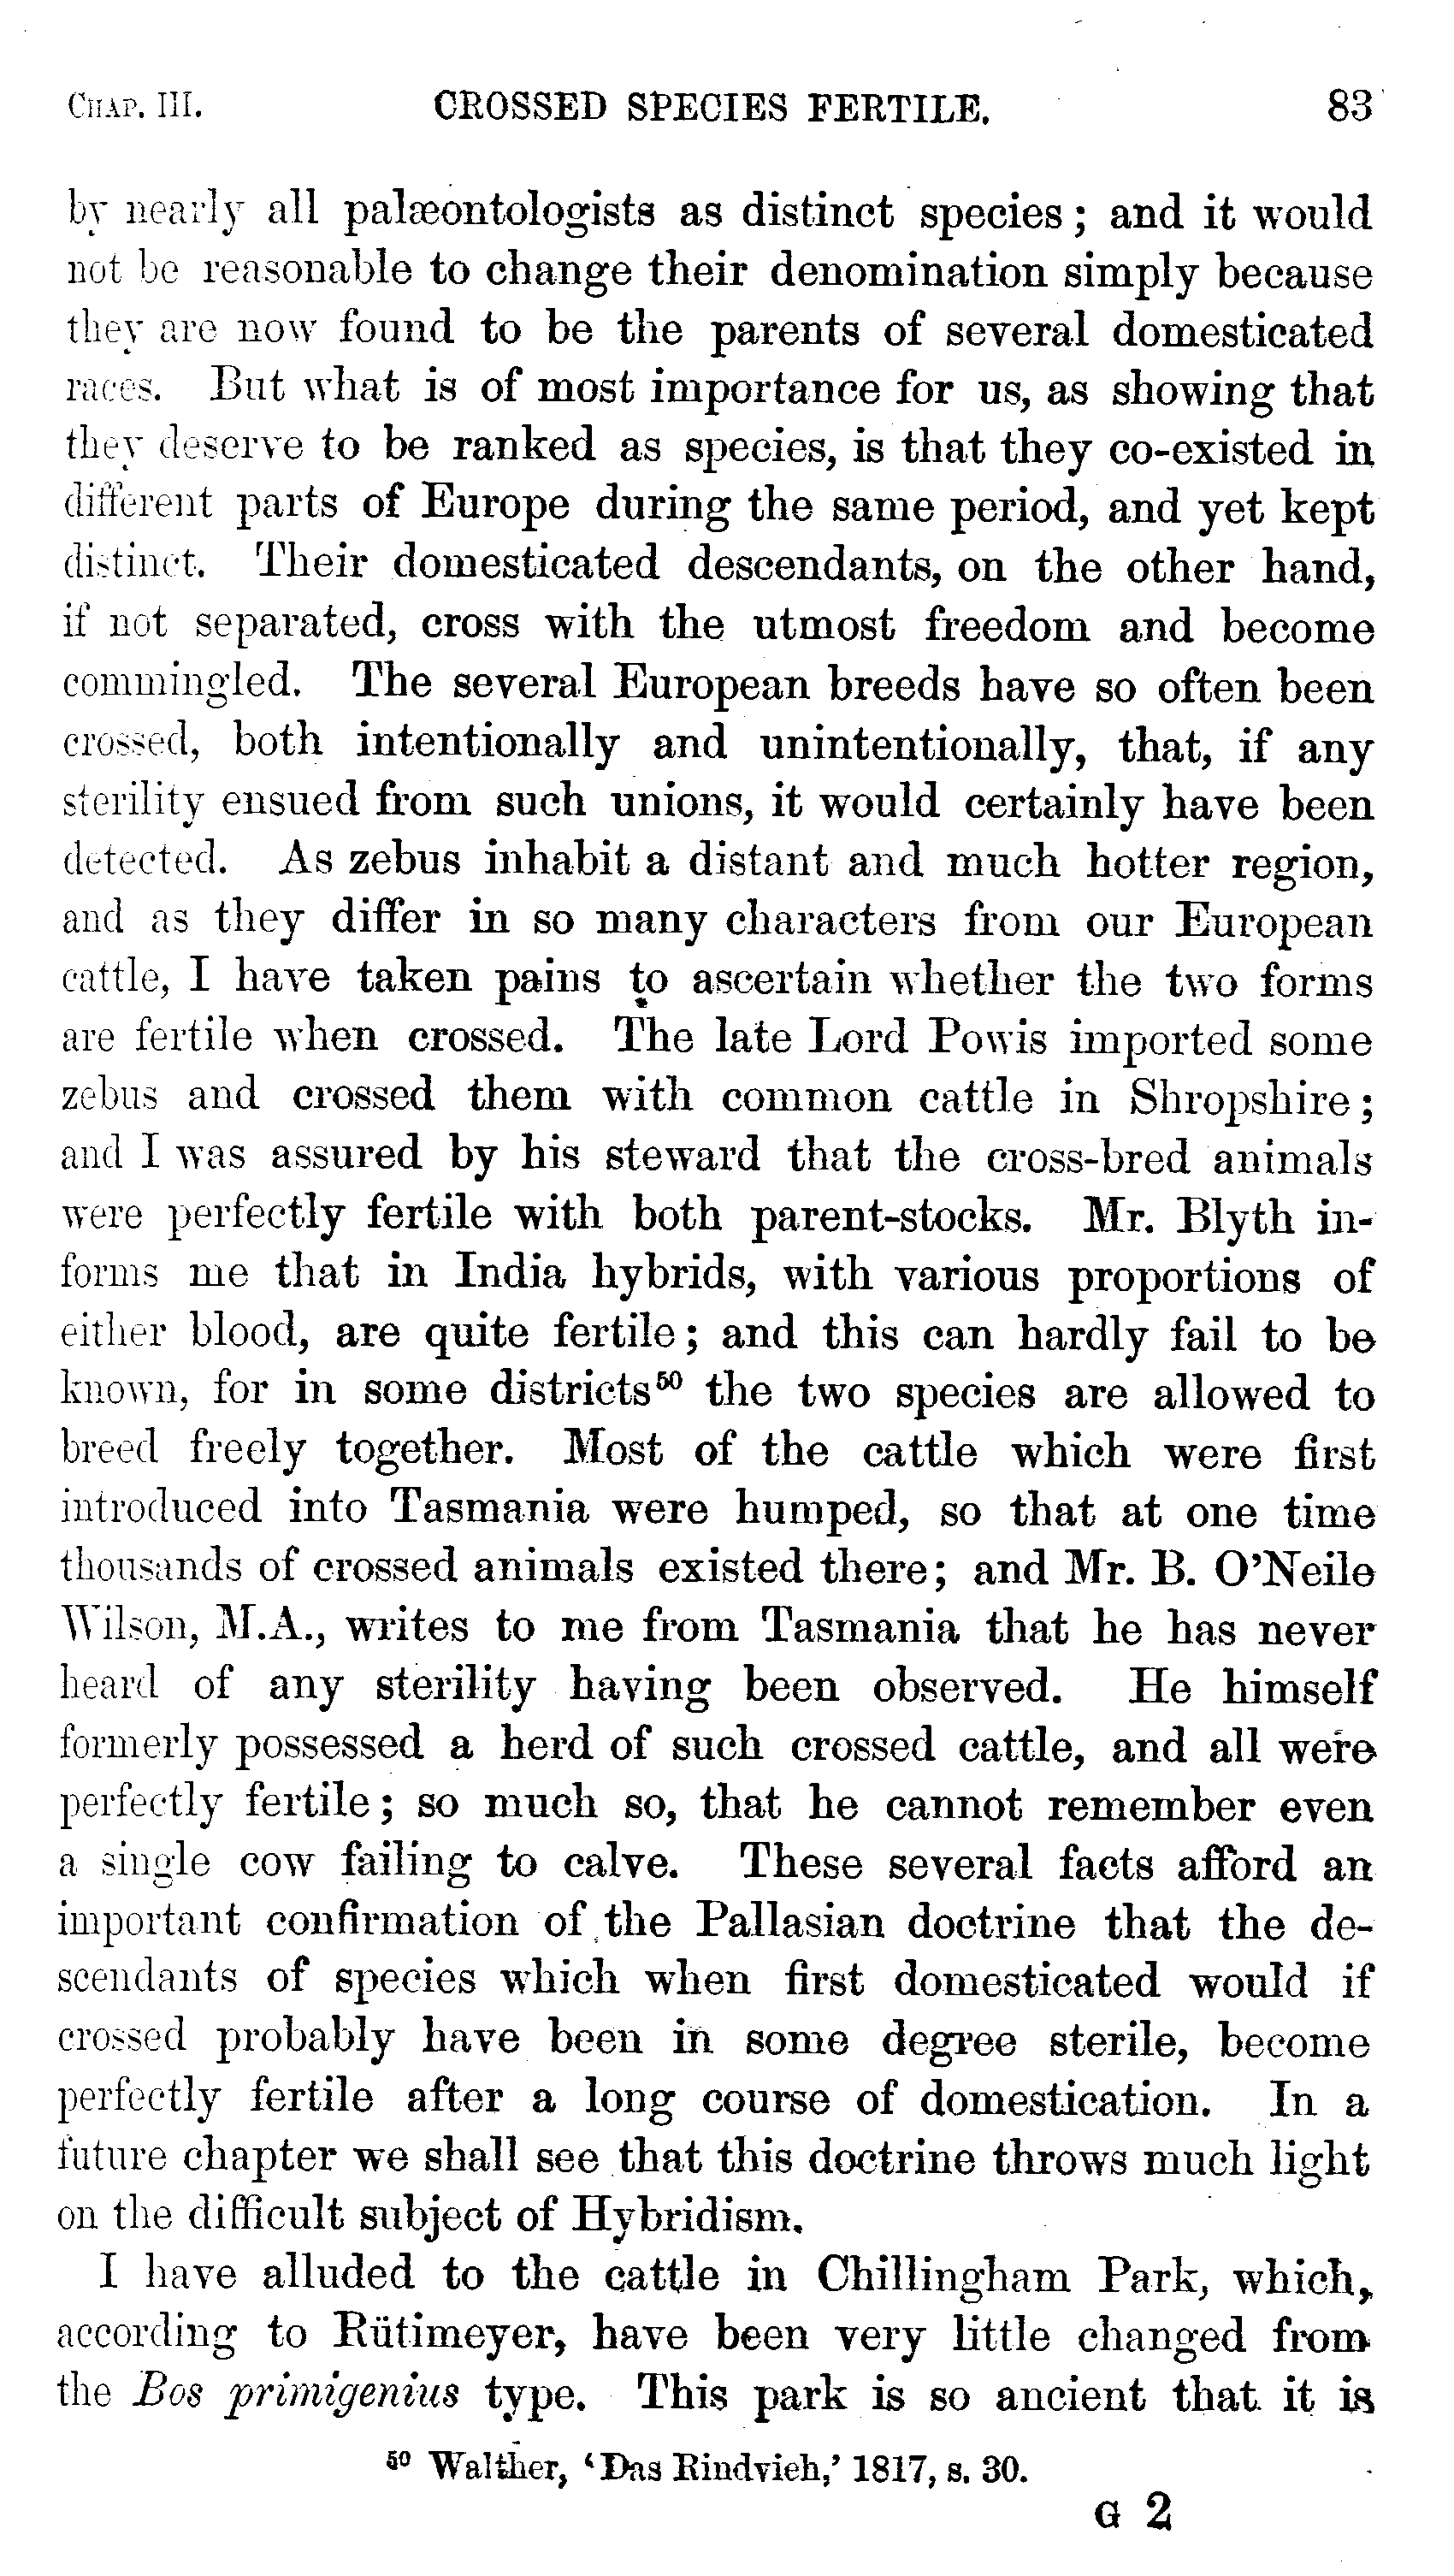 CHAP. III. CROSSED SPECIES FERTILE. 83
by nearly all palæontologists as distinct species; and it would
not be reasonable to change their denomination simply because
they are now found to be the parents of several domesticated
races. But what is of most importance for us, as showing that
they deserve to be ranked as species, is that they co-existed in
different parts of Europe during the same period, and yet kept
distinct. Their domesticated descendants, on the other hand,
if not separated, cross with the utmost freedom and become
commingled. The several European breeds have so often been
crossed, both intentionally and unintentionally, that, if any
sterility ensued from such unions, it would certainly have been
detected. As zebus inhabit a distant and much hotter region,
and as they differ in so many characters from our European
cattle, I have taken pains to ascertain whether the two forms
are fertile when crossed. The late Lord Powis imported some
zebus and crossed them with common cattle in Shropshire;
and I was assured by his steward that the cross-bred animals
were perfectly fertile with both parent-stocks. Mr. Blyth in-
forms me that in India hybrids, with various proportions of
either blood, are quite fertile; and this can hardly fail to be
known, for in some districts⁵⁰ the two species are allowed to
breed freely together. Most of the cattle which were first
introduced into Tasmania were humped, so that at one time
thousands of crossed animals existed there; and Mr. B. O'Neile
Wilson, M.A., writes to me from Tasmania that he has never
heard of any sterility having been observed. He himself
formerly possessed a herd of such crossed cattle, and all were
perfectly fertile; so much so, that he cannot remember even
a single cow failing to calve. These several facts afford an
important confirmation of the Pallasian doctrine that the de-
scendants of species which when first domesticated would if
crossed probably have been in some degree sterile, become
perfectly fertile after a long course of domestication. In a
future chapter we shall see that this doctrine throws much light
on the difficult subject of Hybridism.
I have alluded to the cattle in Chillingham Park, which,
according to Rütimeyer, have been very little changed from
the Bos primigenius type. This park is so ancient that it is
⁵⁰ Walther, 'Das Rindvieh,' 1817, s. 30.
G 2